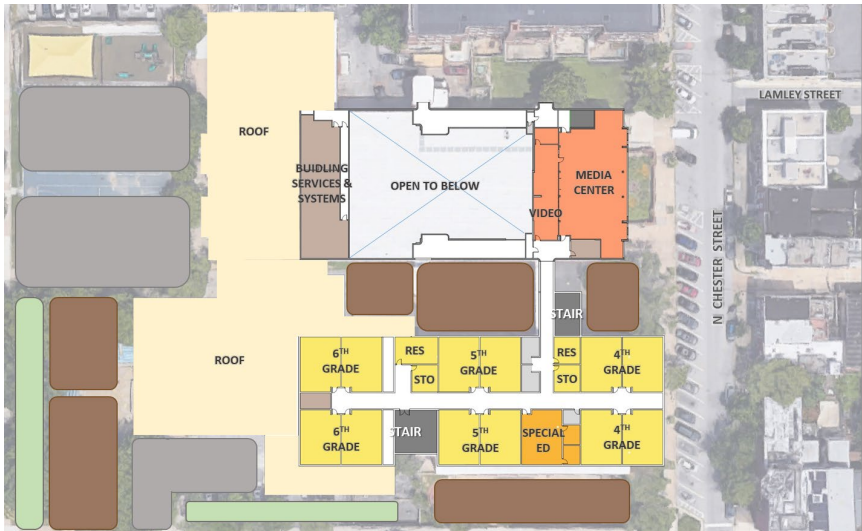 LAMLEY STREET
ROOF
BUIDLING
SERVICES &
SYSTEMS
OPEN TO BELOW
VIDEO
MEDIA
CENTER
N CHESTER STREET
STAIR
ROOF
6TH
GRADE
RES
STO
5TH
GRADE
RES
STO
4TH
GRADE
6TH
GRADE
STAIR
5TH
GRADE
SPECIAL
ED
4TH
GRADE